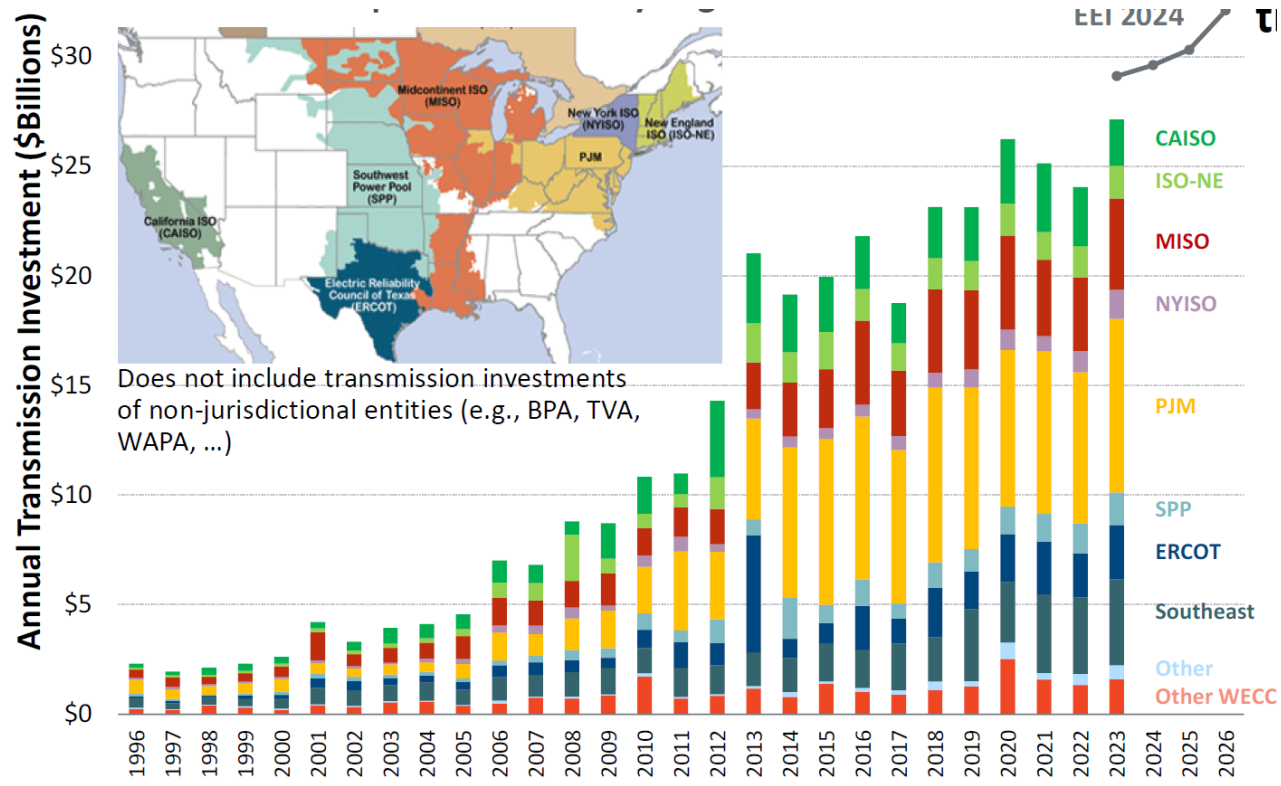 EEI 2024
Annual Transmission Investment ($Billions)
$30
$25
$20
$15
$10
$5
$0
Midcontinent ISO
(MISO)
New York ISO
(NYISO)
New England
ISO (ISO-NE)
PJM
Southwest
Power Pool
(SPP)
California ISO
(CAISO)
Electric Reliability
Council of Texas
(ERCOT)
Does not include transmission investments
of non-jurisdictional entities (e.g., BPA, TVA,
WAPA, …)
CAISO
ISO-NE
MISO
NYISO
PJM
SPP
ERCOT
Southeast
Other
Other WECC
1996
1997
1998
1999
2000
2001
2002
2003
2004
2005
2006
2007
2008
2009
2010
2011
2012
2013
2014
2015
2016
2017
2018
2019
2020
2021
2022
2023
2024
2025
2026